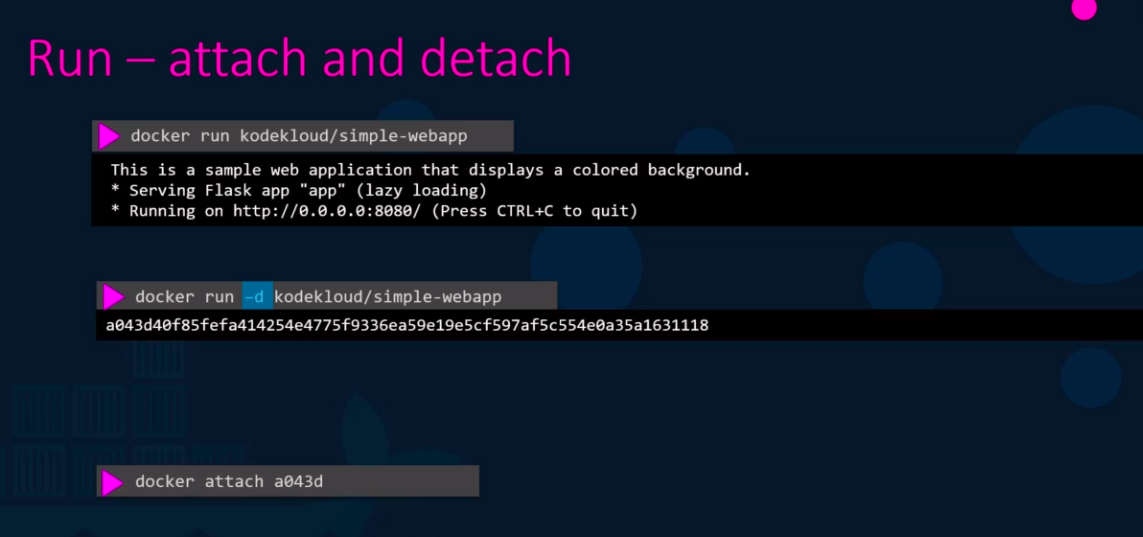 Run – attach and detach
docker run kodekloud/simple-webapp
This is a sample web application that displays a colored background.
* Serving Flask app "app" (lazy loading)
* Running on http://0.0.0.0:8080/ (Press CTRL+C to quit)
docker run –d kodekloud/simple-webapp
a043d40f85fefa414254e4775f9336ea59e19e5cf597af5c554e0a35a1631118
docker attach a043d